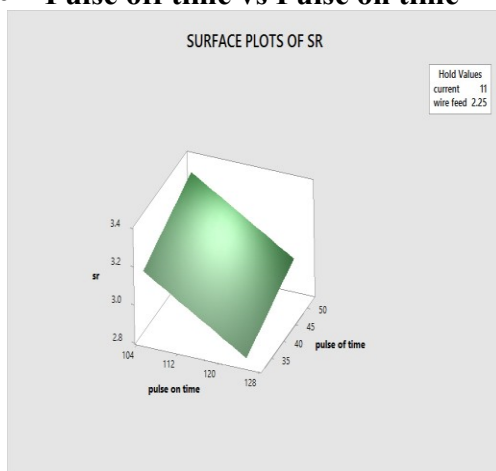 Pulse off time vs Pulse on time
SURFACE PLOTS OF SR
Hold Values
current 11
wire feed 2.25
3.4
3.2
sr
3.0
2.8
104
112
120
128
pulse on time
50
45
40
35
pulse of time